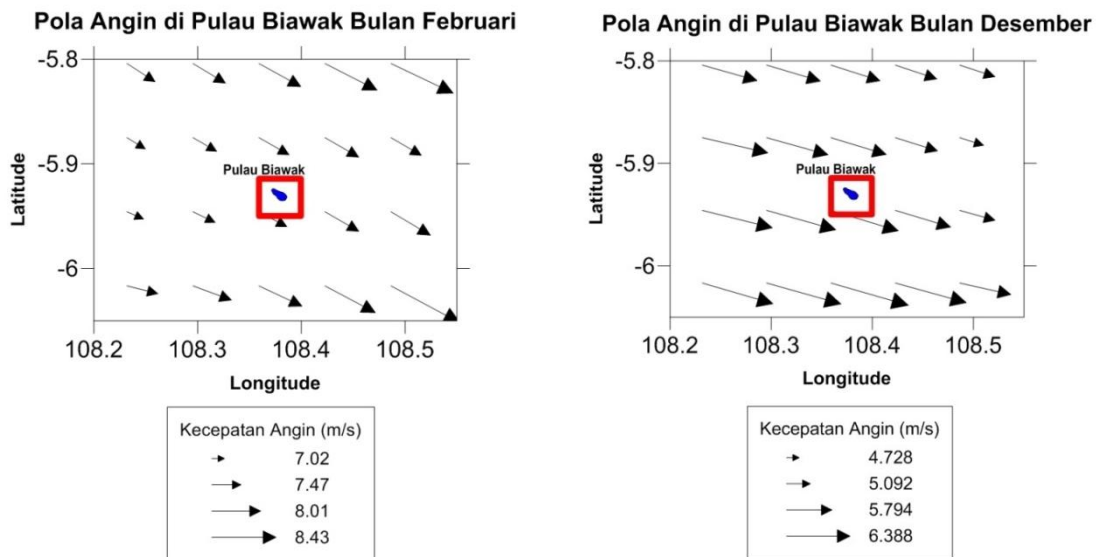 Pola Angin di Pulau Biawak Bulan Februari
-5.8
-5.9
-6
Latitude
Pulau Biawak
108.2 108.3 108.4 108.5
Longitude
Kecepatan Angin (m/s)
7.02
7.47
8.01
8.43
Pola Angin di Pulau Biawak Bulan Desember
-5.8
-5.9
-6
Latitude
Pulau Biawak
108.2 108.3 108.4 108.5
Longitude
Kecepatan Angin (m/s)
4.728
5.092
5.794
6.388